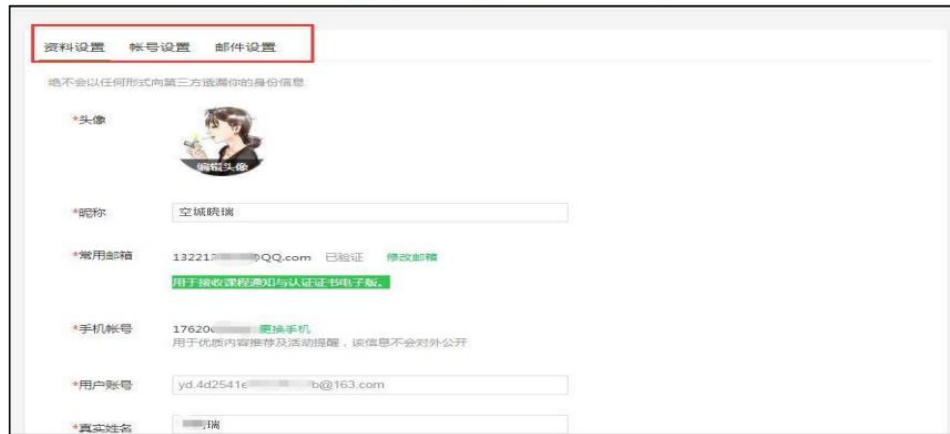 资料设置 帐号设置 邮件设置
绝不会以任何形式向第三方透漏你的身份信息
*头像
编辑头像
*昵称 空城晓瑞
*常用邮箱 13221 @QQ.com 已验证 修改邮箱
用于接收课程通知与认证证书电子版。
*手机帐号 17620 更换手机
用于优质内容推荐及活动提醒，该信息不会对外公开
*用户账号 yd.4d2541e b@163.com
*真实姓名 瑞